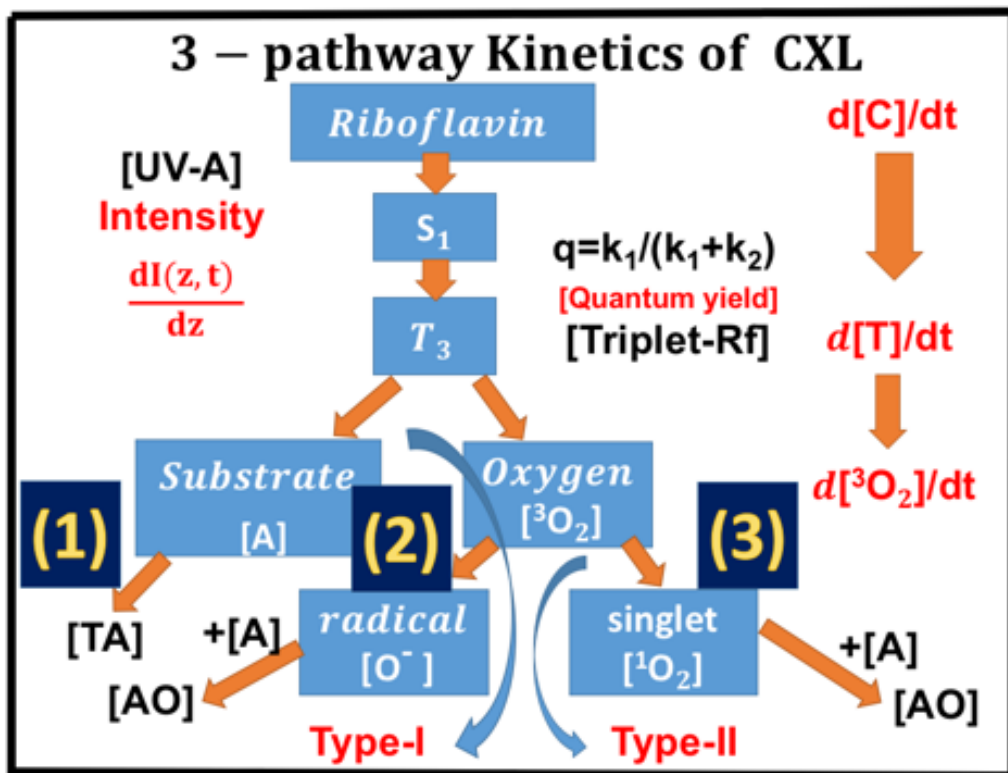 3 – pathway Kinetics of CXL
Riboflavin
d[C]/dt
[UV-A]
Intensity
dI(z, t)
dz
S₁
q=k₁/(k₁+k₂)
[Quantum yield]
[Triplet-Rf]
T₃
d[T]/dt
Substrate
[A]
Oxygen
[³O₂]
d[³O₂]/dt
(1)
(2)
(3)
[TA]
+[A]
[AO]
radical
[O⁻ ]
singlet
[¹O₂]
+[A]
[AO]
Type-I
Type-II